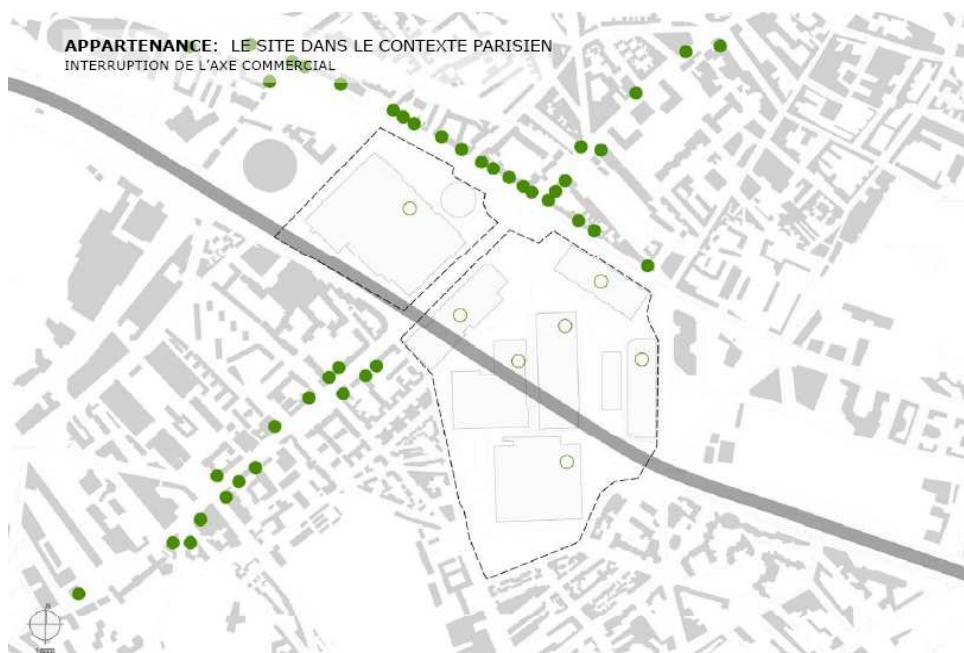 APPARTENANCE: LE SITE DANS LE CONTEXTE PARISIEN
INTERRUPTION DE L'AXE COMMERCIAL